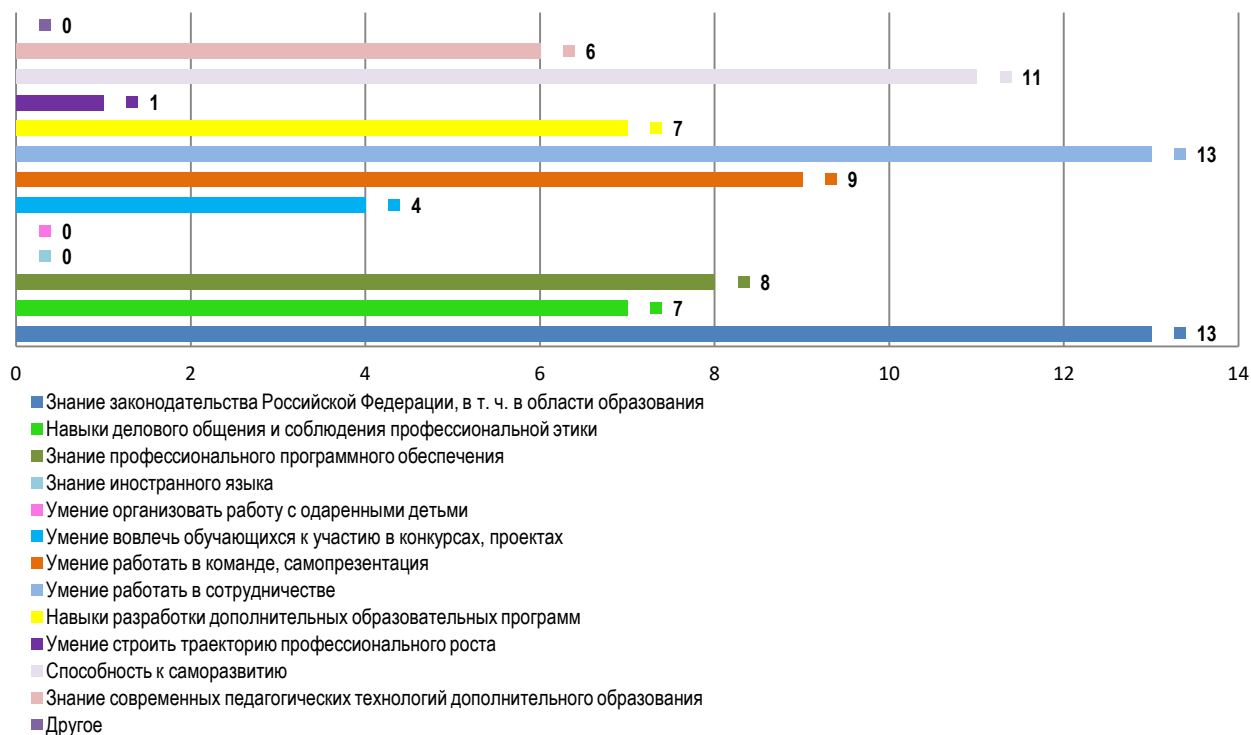 0
6
11
1
7
13
9
4
0
0
8
7
13
0 2 4 6 8 10 12 14
Знание законодательства Российской Федерации, в т. ч. в области образования
Навыки делового общения и соблюдения профессиональной этики
Знание профессионального программного обеспечения
Знание иностранного языка
Умение организовать работу с одаренными детьми
Умение вовлечь обучающихся к участию в конкурсах, проектах
Умение работать в команде, самопрезентация
Умение работать в сотрудничестве
Навыки разработки дополнительных образовательных программ
Умение строить траекторию профессионального роста
Способность к саморазвитию
Знание современных педагогических технологий дополнительного образования
Другое